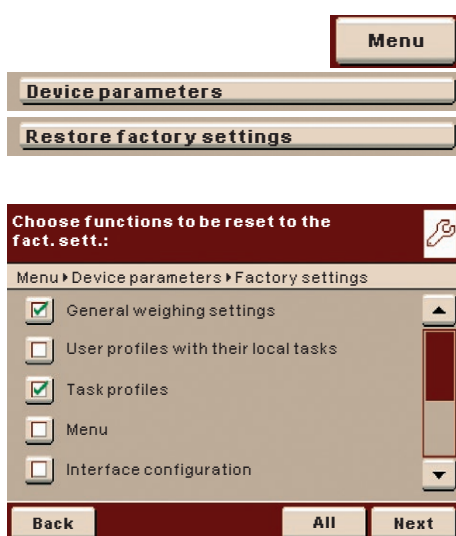 Menu
Device parameters
Restore factory settings
Choose functions to be reset to the
fact. sett.:
Menu▸Device parameters▸Factory settings
General weighing settings
User profiles with their local tasks
Task profiles
Menu
Interface configuration
Back All Next